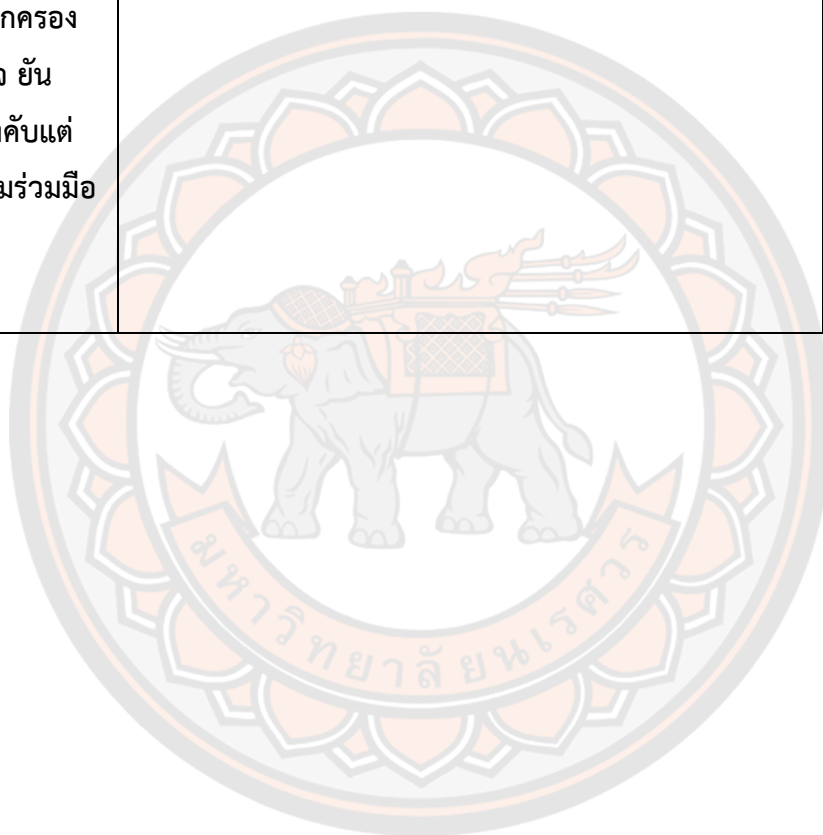 กครอง
ยัน
คับแต่
มร่วมมือ
มหาวิทยาลัยนเรศวร